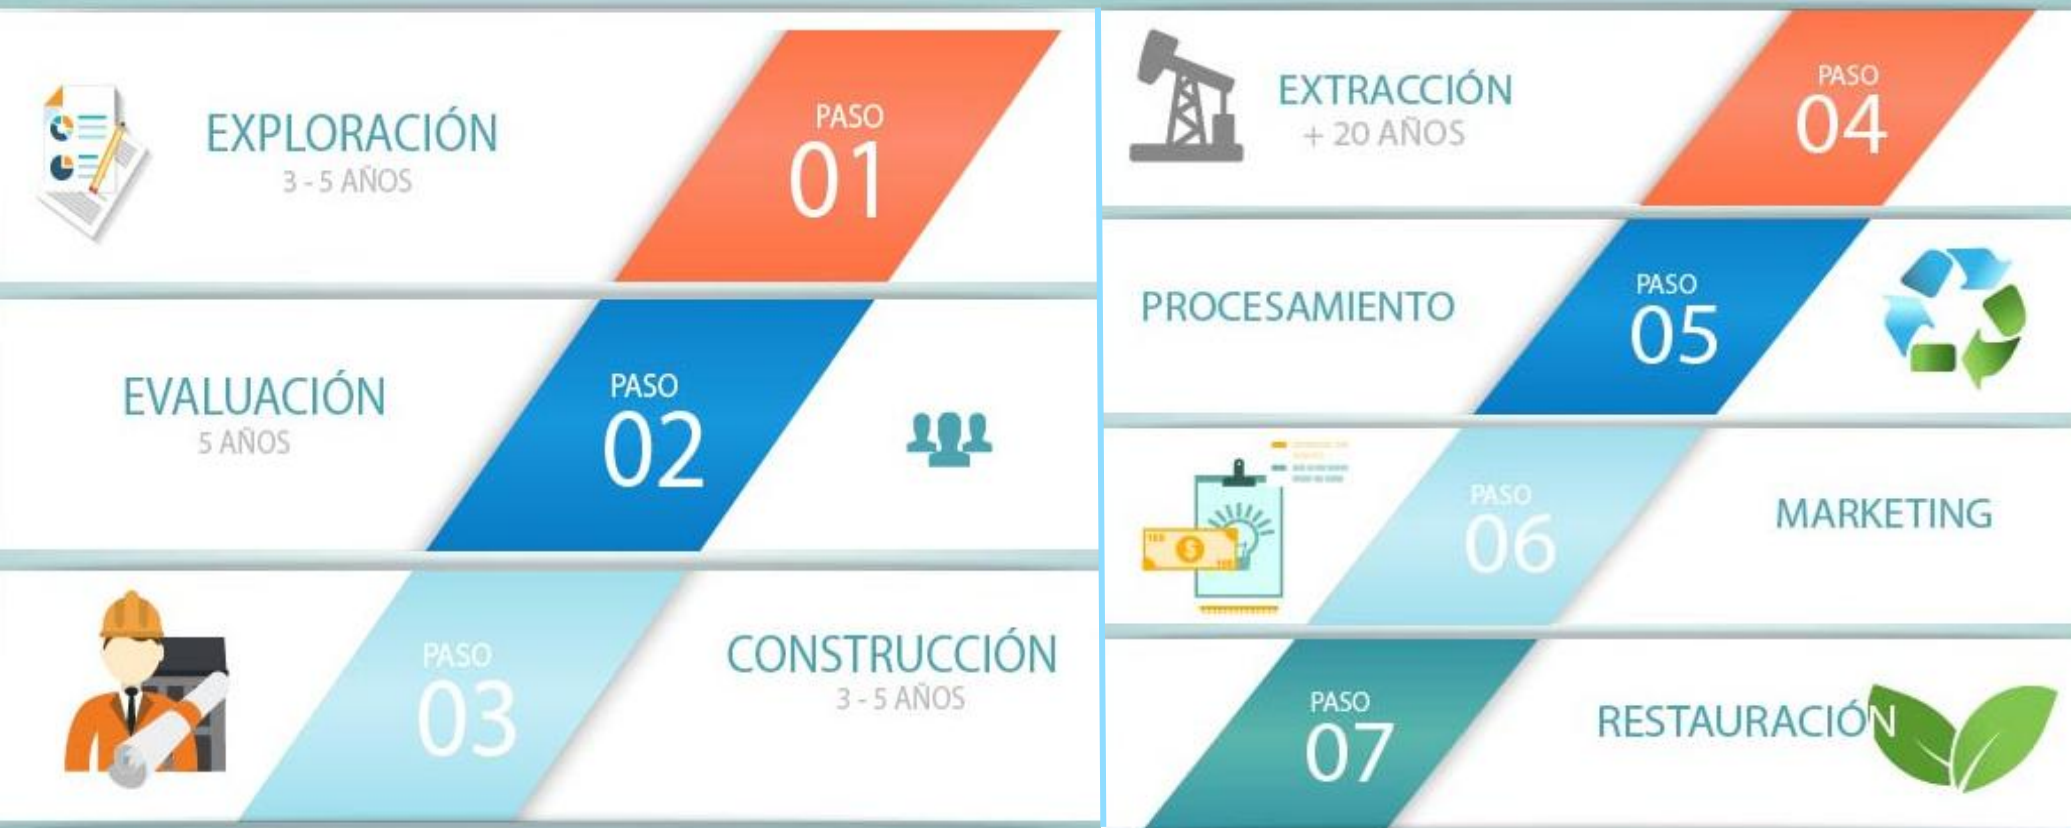 EXPLORACIÓN
3 - 5 AÑOS
PASO
01
EVALUACIÓN
5 AÑOS
PASO
02
PASO
03
CONSTRUCCIÓN
3 - 5 AÑOS
EXTRACCIÓN
+ 20 AÑOS
PASO
04
PROCESAMIENTO
PASO
05
PASO
06
MARKETING
PASO
07
RESTAURACIÓN